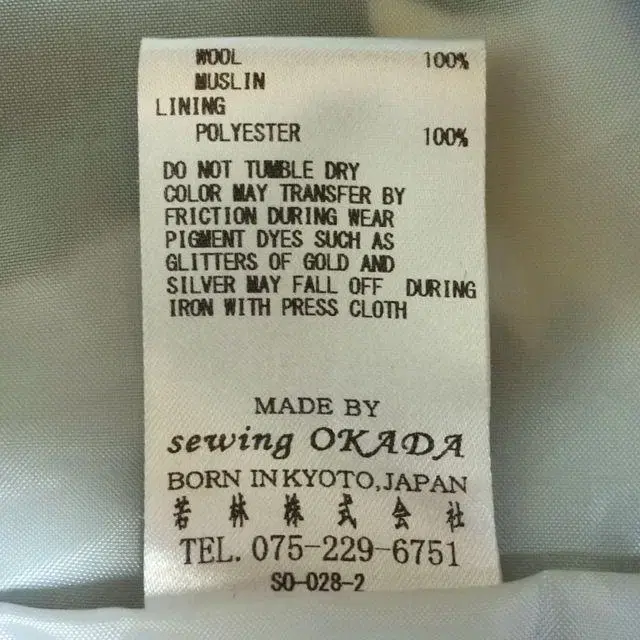 WOOL 100%
MUSLIN
LINING
POLYESTER 100%
DO NOT TUMBLE DRY
COLOR MAY TRANSFER BY
FRICTION DURING WEAR
PIGMENT DYES SUCH AS
GLITTERS OF GOLD AND
SILVER MAY FALL OFF DURING
IRON WITH PRESS CLOTH
MADE BY
sewing OKADA
BORN IN KYOTO, JAPAN
若林株式会社
TEL. 075-229-6751
SO-028-2